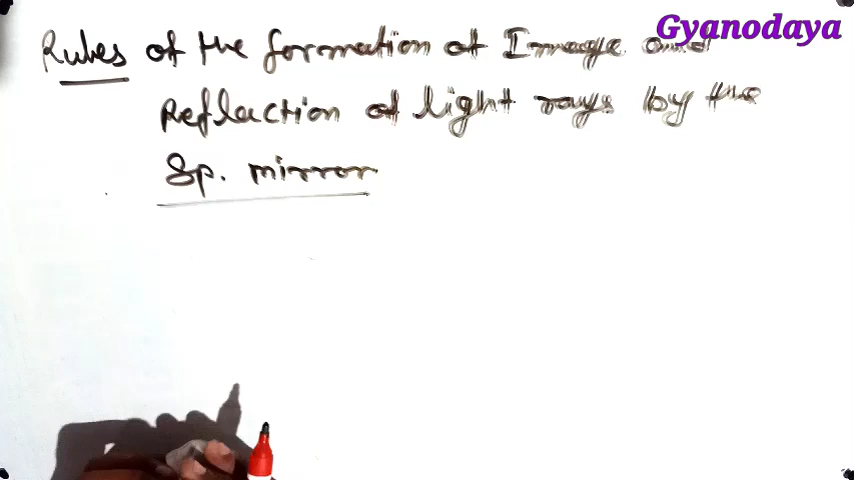 Gyanodaya
Rules of the formation of Image and
Reflection of light rays by the
Sp. mirror